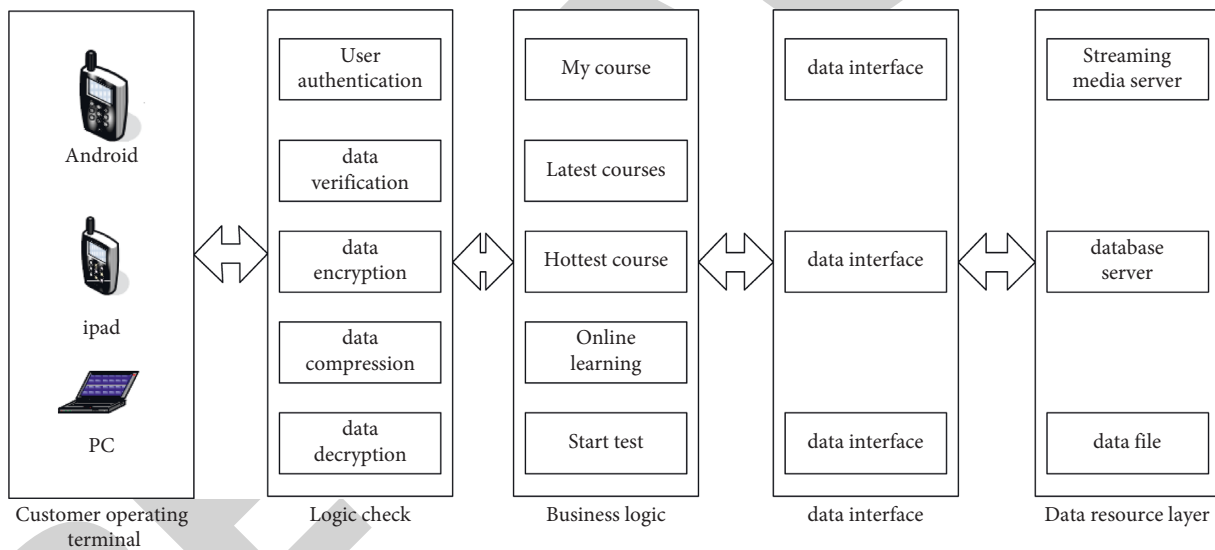 Android
ipad
PC
Customer operating
terminal
User
authentication
data
verification
data
encryption
data
compression
data
decryption
Logic check
My course
Latest courses
Hottest course
Online
learning
Start test
Business logic
data interface
data interface
data interface
data interface
Streaming
media server
database
server
data file
Data resource layer